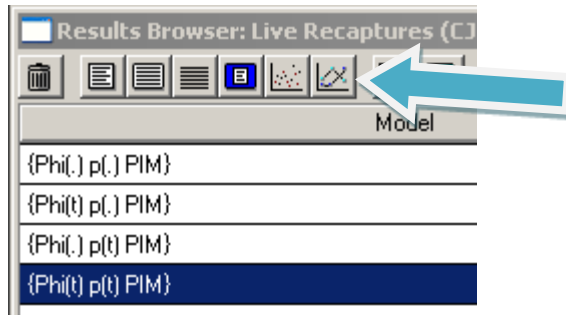 Results Browser: Live Recaptures (CJ
Model
{Phi(.) p(.) PIM}
{Phi(t) p(.) PIM}
{Phi(.) p(t) PIM}
{Phi(t) p(t) PIM}